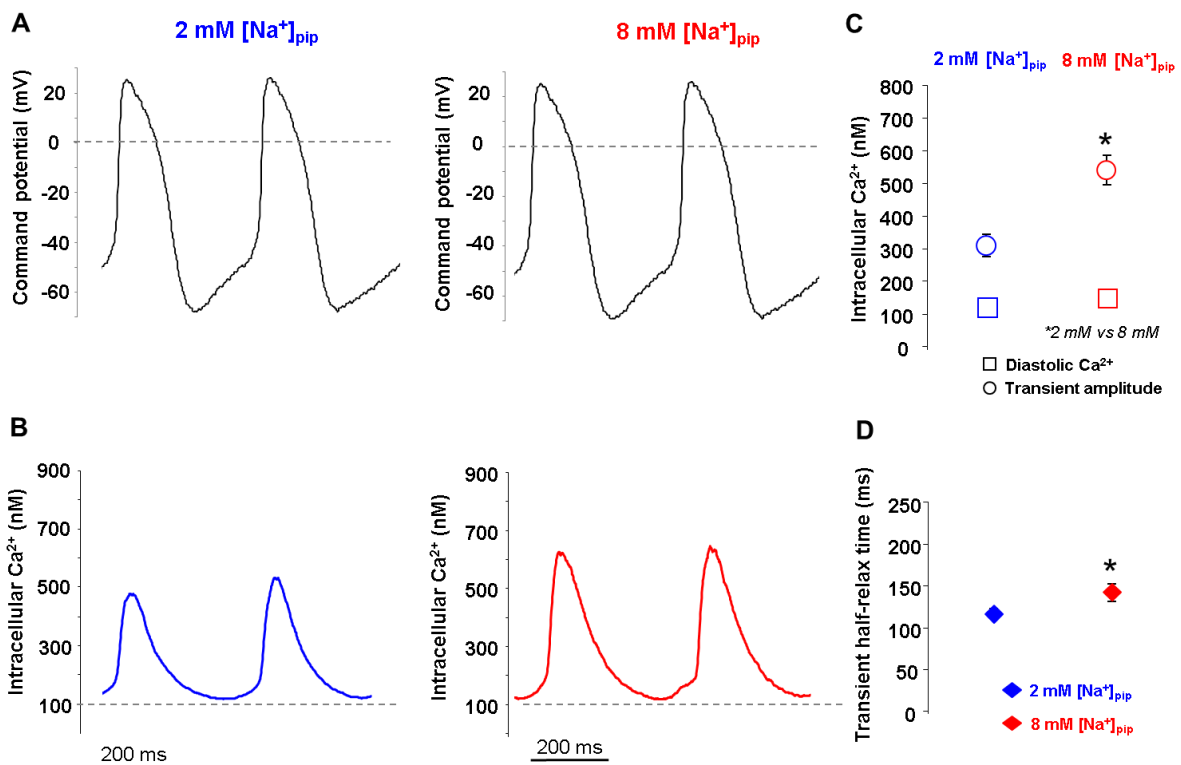 A
2 mM [Na⁺]pip
Command potential (mV)
20
0
-20
-40
-60
8 mM [Na⁺]pip
Command potential (mV)
20
0
-20
-40
-60
B
Intracellular Ca²⁺ (nM)
900
700
500
300
100
200 ms
Intracellular Ca²⁺ (nM)
900
700
500
300
100
200 ms
C
2 mM [Na⁺]pip
8 mM [Na⁺]pip
Intracellular Ca²⁺ (nM)
800
700
600
500
400
300
200
100
0
*
*2 mM vs 8 mM
Diastolic Ca²⁺
Transient amplitude
D
Transient half-relax time (ms)
250
200
150
100
50
0
*
2 mM [Na⁺]pip
8 mM [Na⁺]pip